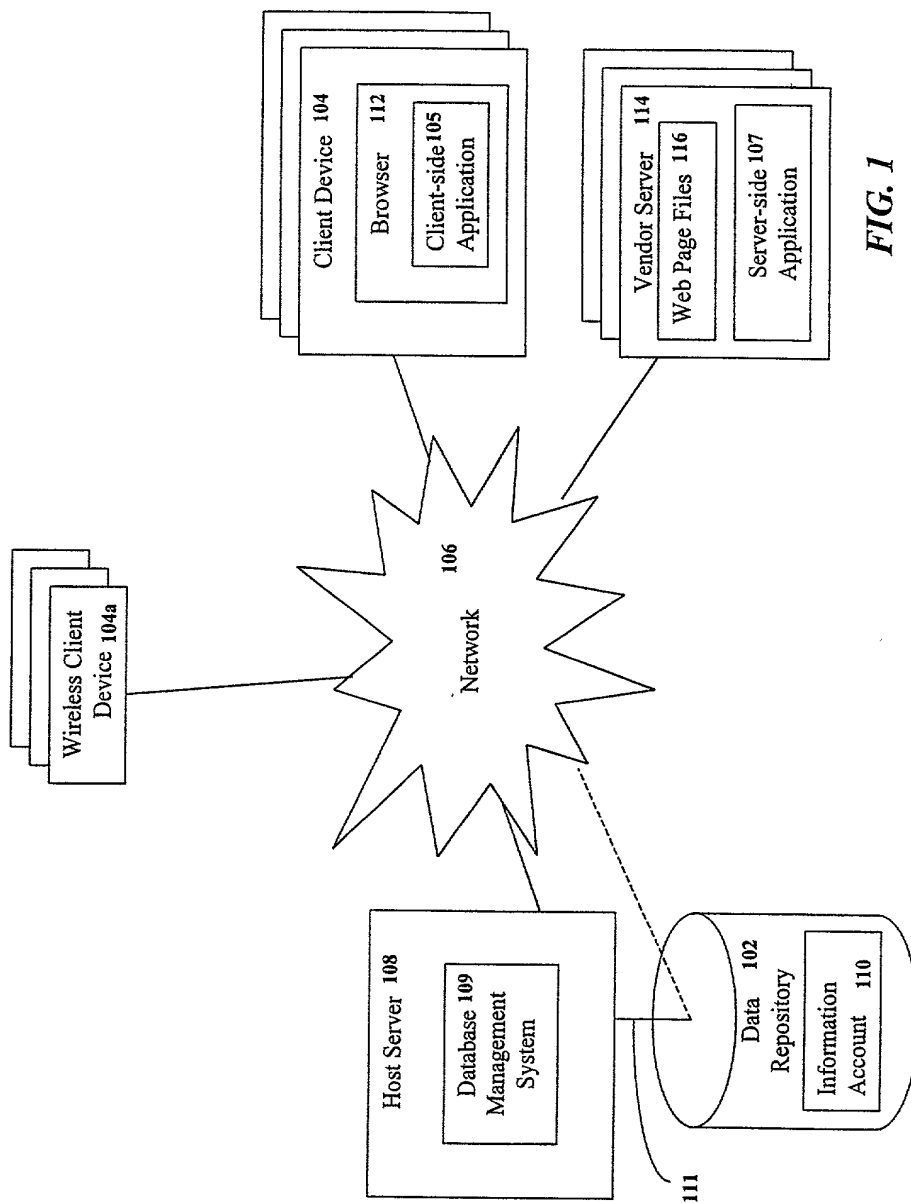 Wireless Client
Device 104a
Client Device 104
Browser 112
Client-side 105
Application
Network 106
Host Server 108
Database 109
Management
System
111
Data 102
Repository
Information
Account 110
Vendor Server 114
Web Page Files 116
Server-side 107
Application
FIG. 1